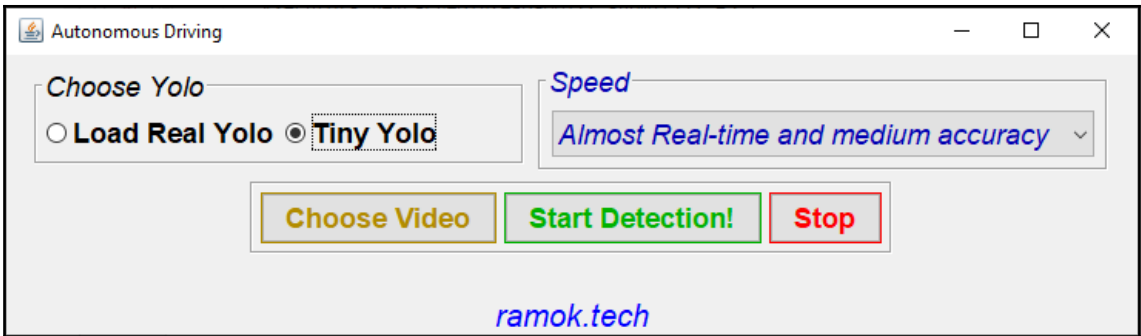 Autonomous Driving
Choose Yolo
Speed
Load Real Yolo Tiny Yolo
Almost Real-time and medium accuracy
Choose Video Start Detection! Stop
ramok.tech